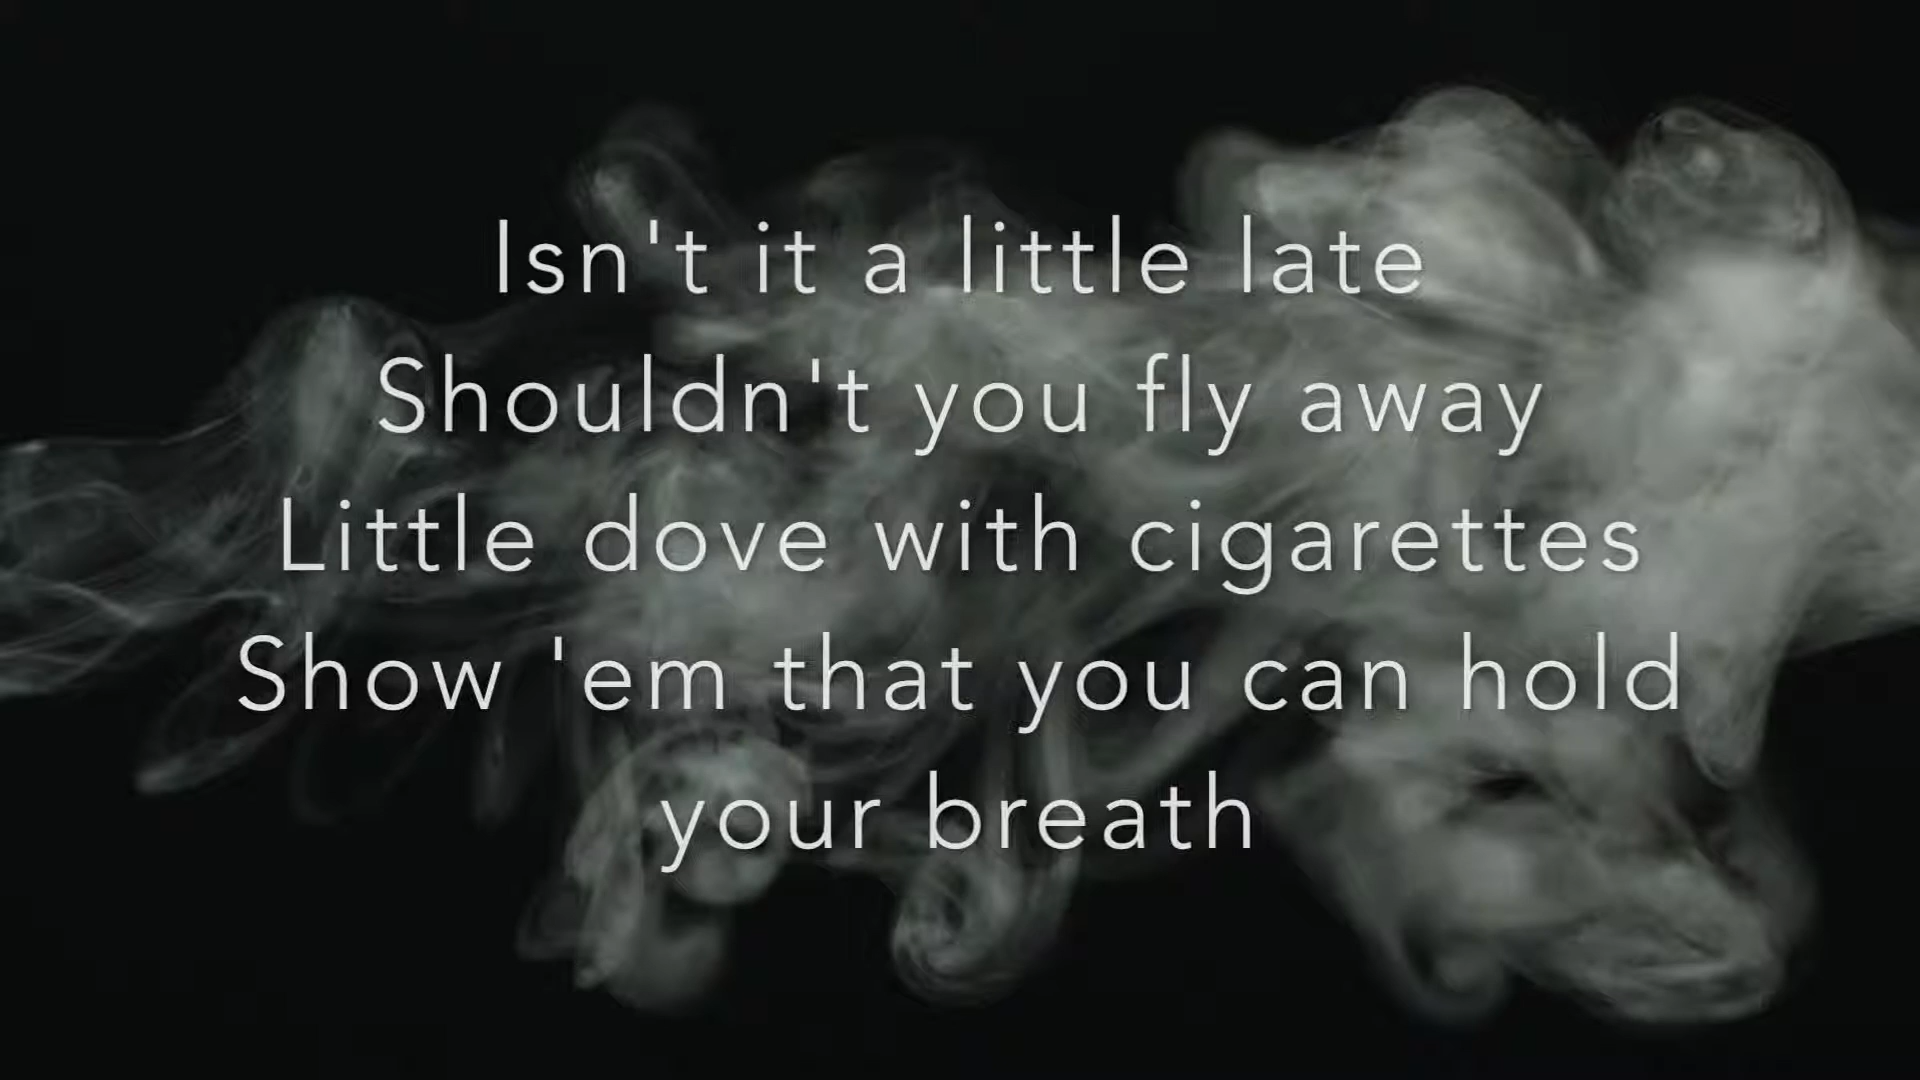 Isn't it a little late
Shouldn't you fly away
Little dove with cigarettes
Show 'em that you can hold
your breath